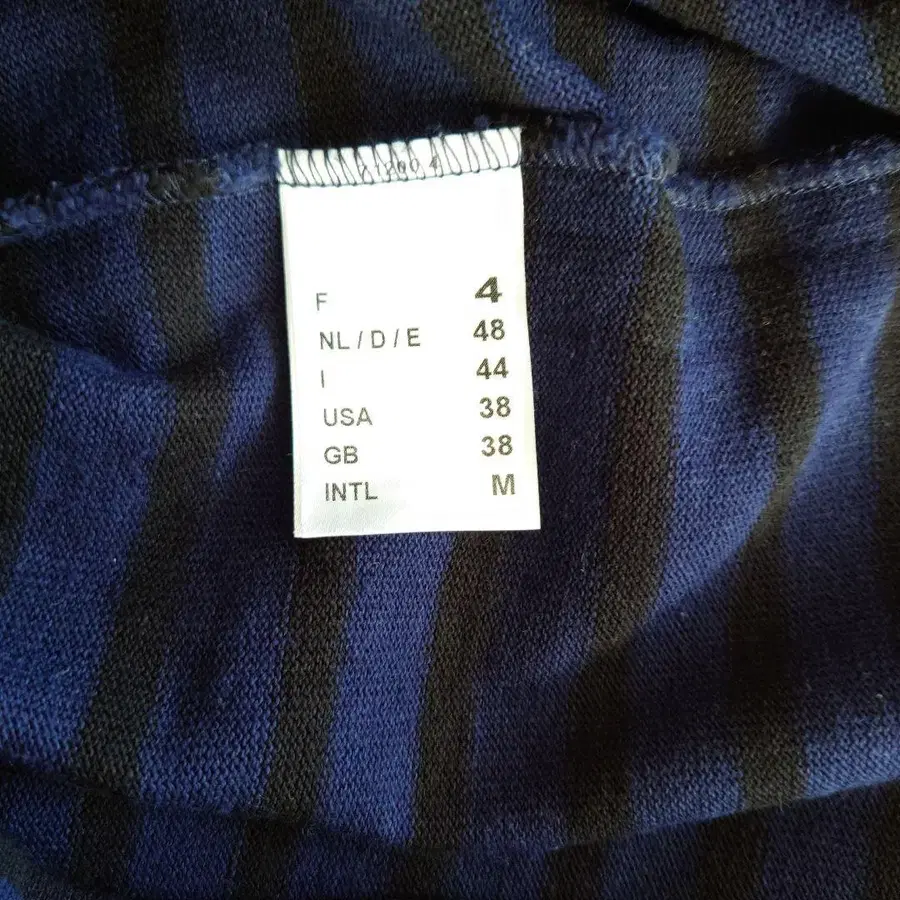 F 4
NL / D / E 48
I 44
USA 38
GB 38
INTL M